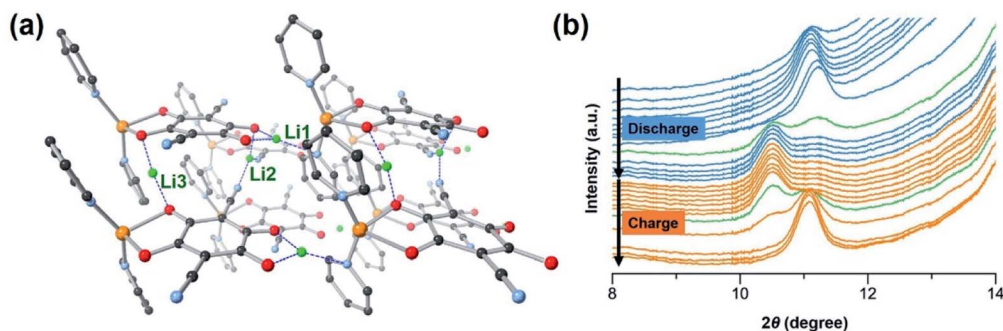 (a)
Li1
Li2
Li3
(b)
Intensity (a.u.)
Discharge
Charge
8
10
12
14
2θ (degree)